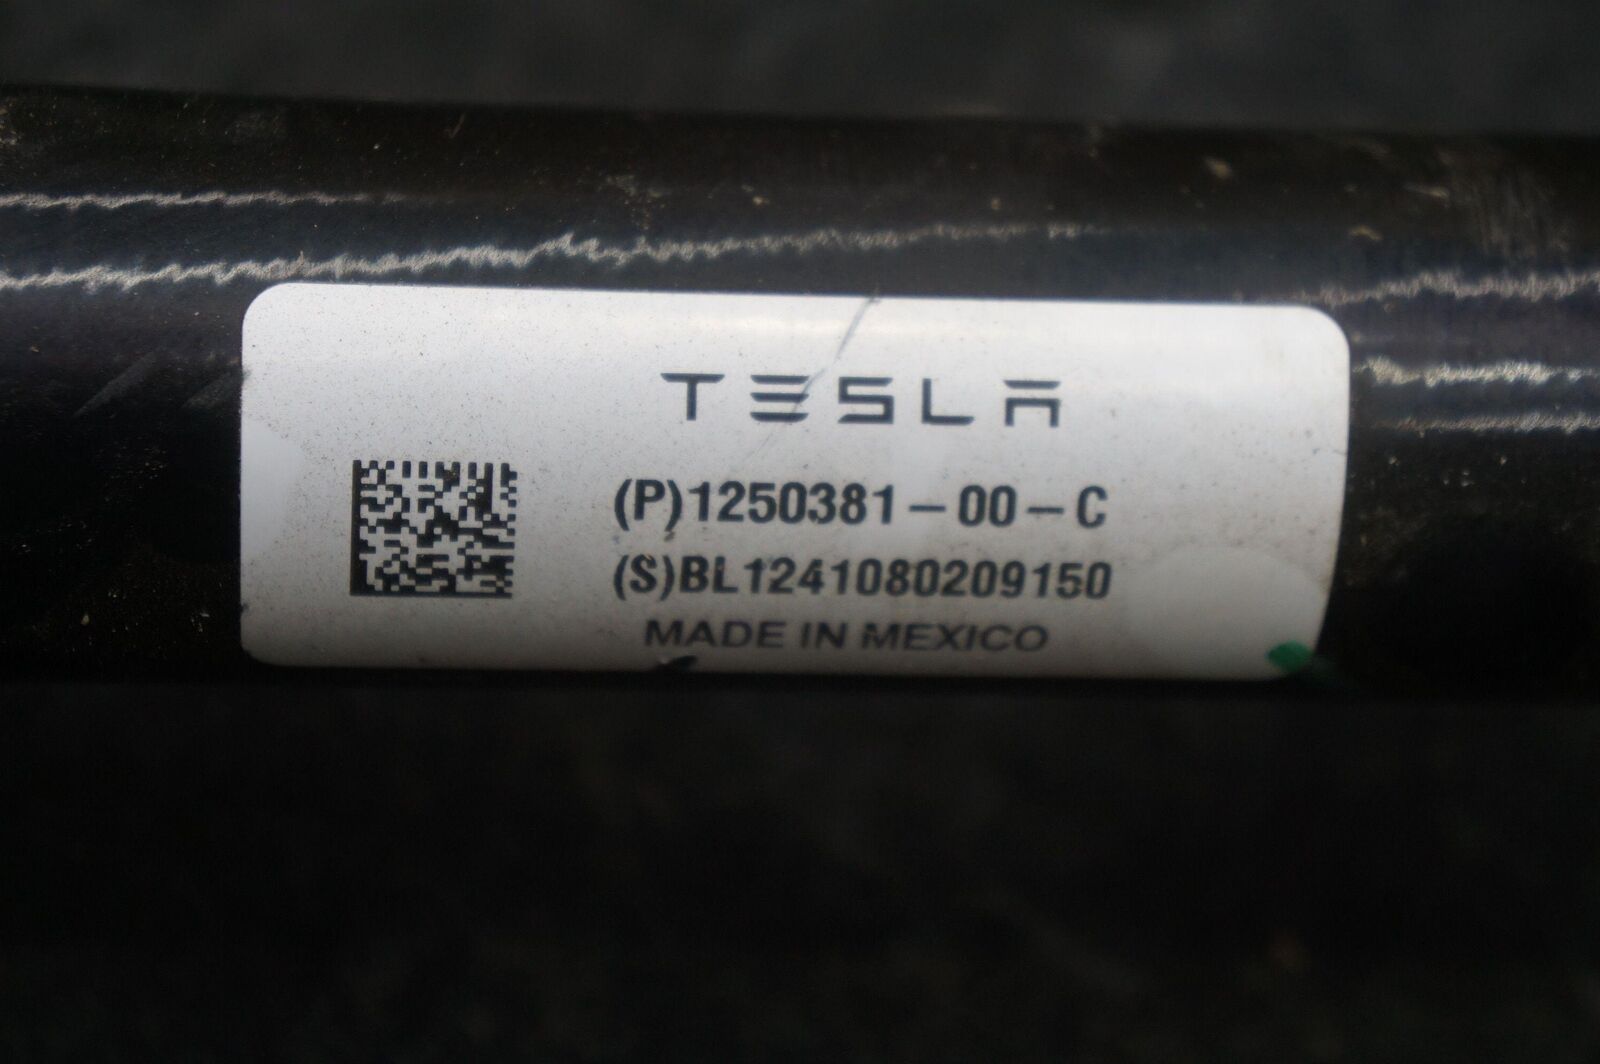 TESLA
(P)1250381-00-C
(S)BL1241080209150
MADE IN MEXICO